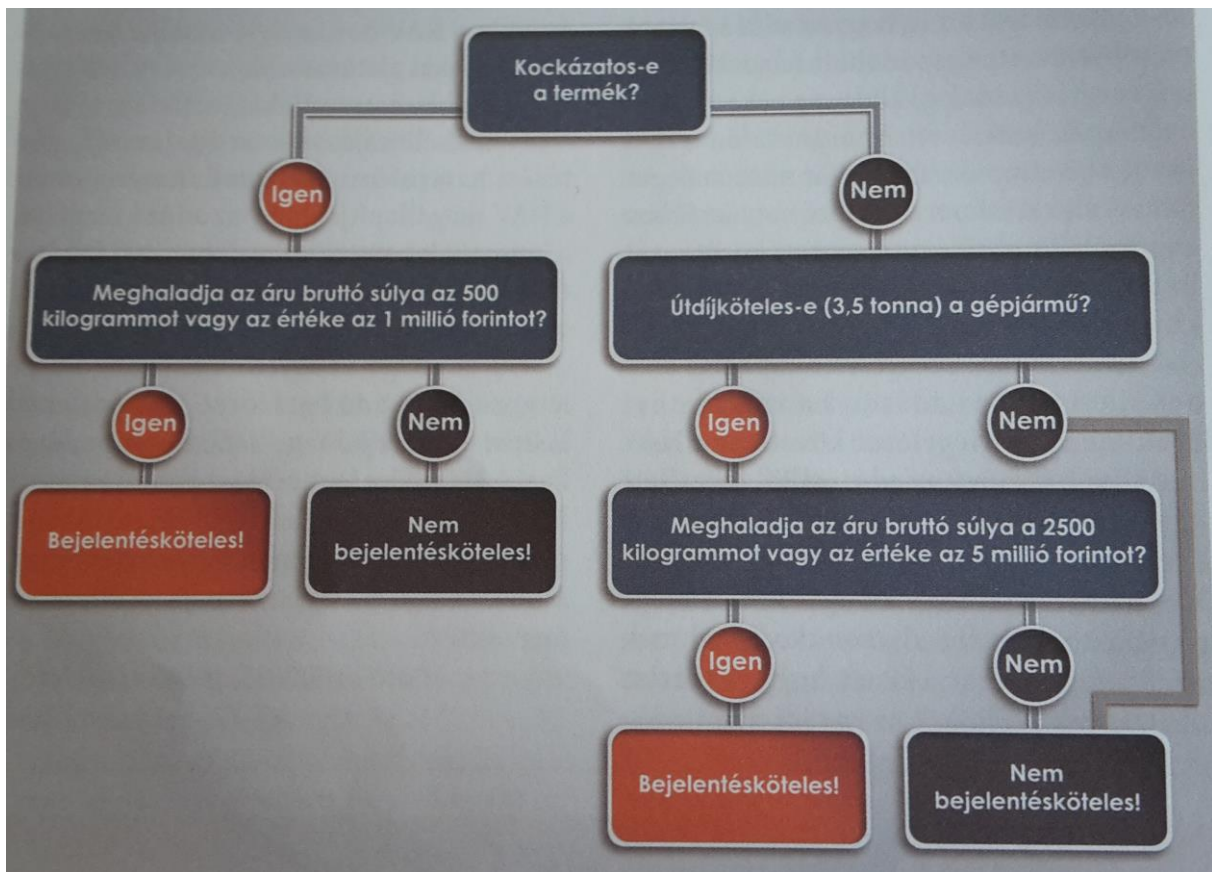 Kockázatos-e
a termék?
Igen
Nem
Meghaladja az áru bruttó súlya az 500
kilogrammot vagy az értéke az 1 millió forintot?
Útdíjköteles-e (3,5 tonna) a gépjármű?
Igen
Nem
Igen
Nem
Bejelentésköteles!
Nem
bejelentésköteles!
Meghaladja az áru bruttó súlya a 2500
kilogrammot vagy az értéke az 5 millió forintot?
Igen
Nem
Bejelentésköteles!
Nem
bejelentésköteles!